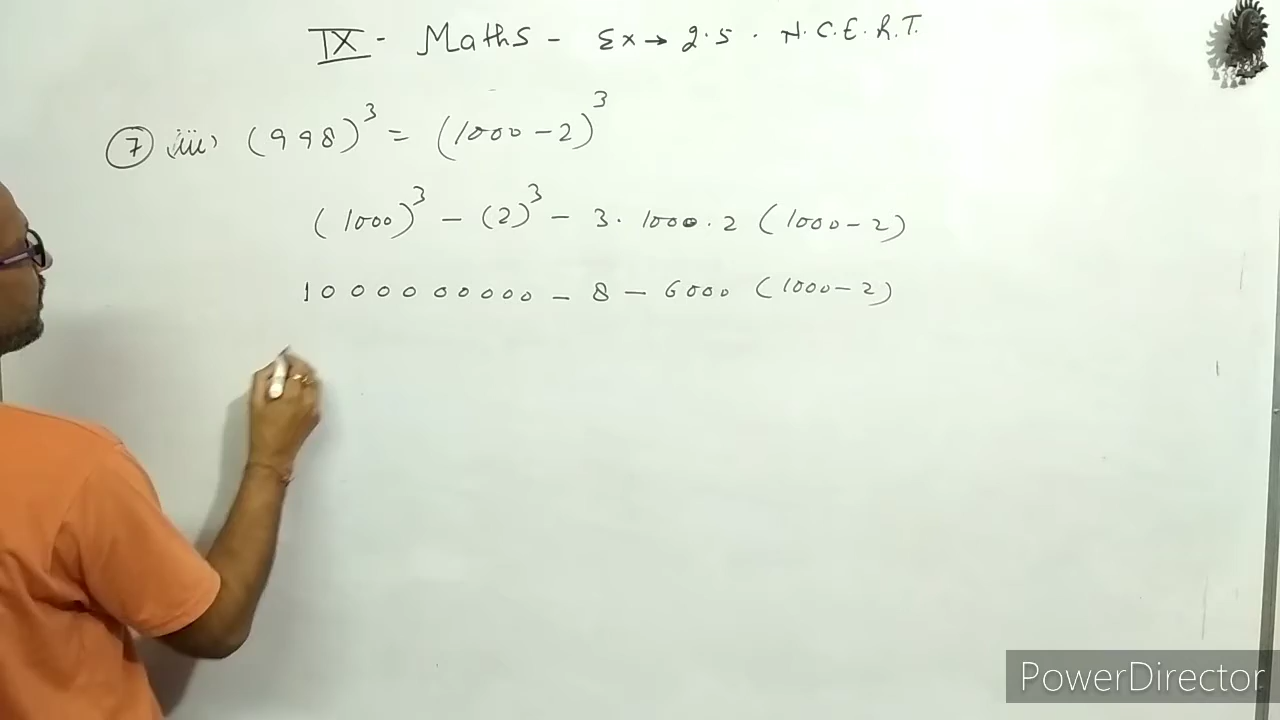 IX - Maths - Ex → 2.5 . N.C.E.R.T.
7 (iii) (998)³ = (1000 - 2)³
(1000)³ - (2)³ - 3. 1000. 2 (1000 - 2)
1000000000 - 8 - 6000 (1000 - 2)
PowerDirector